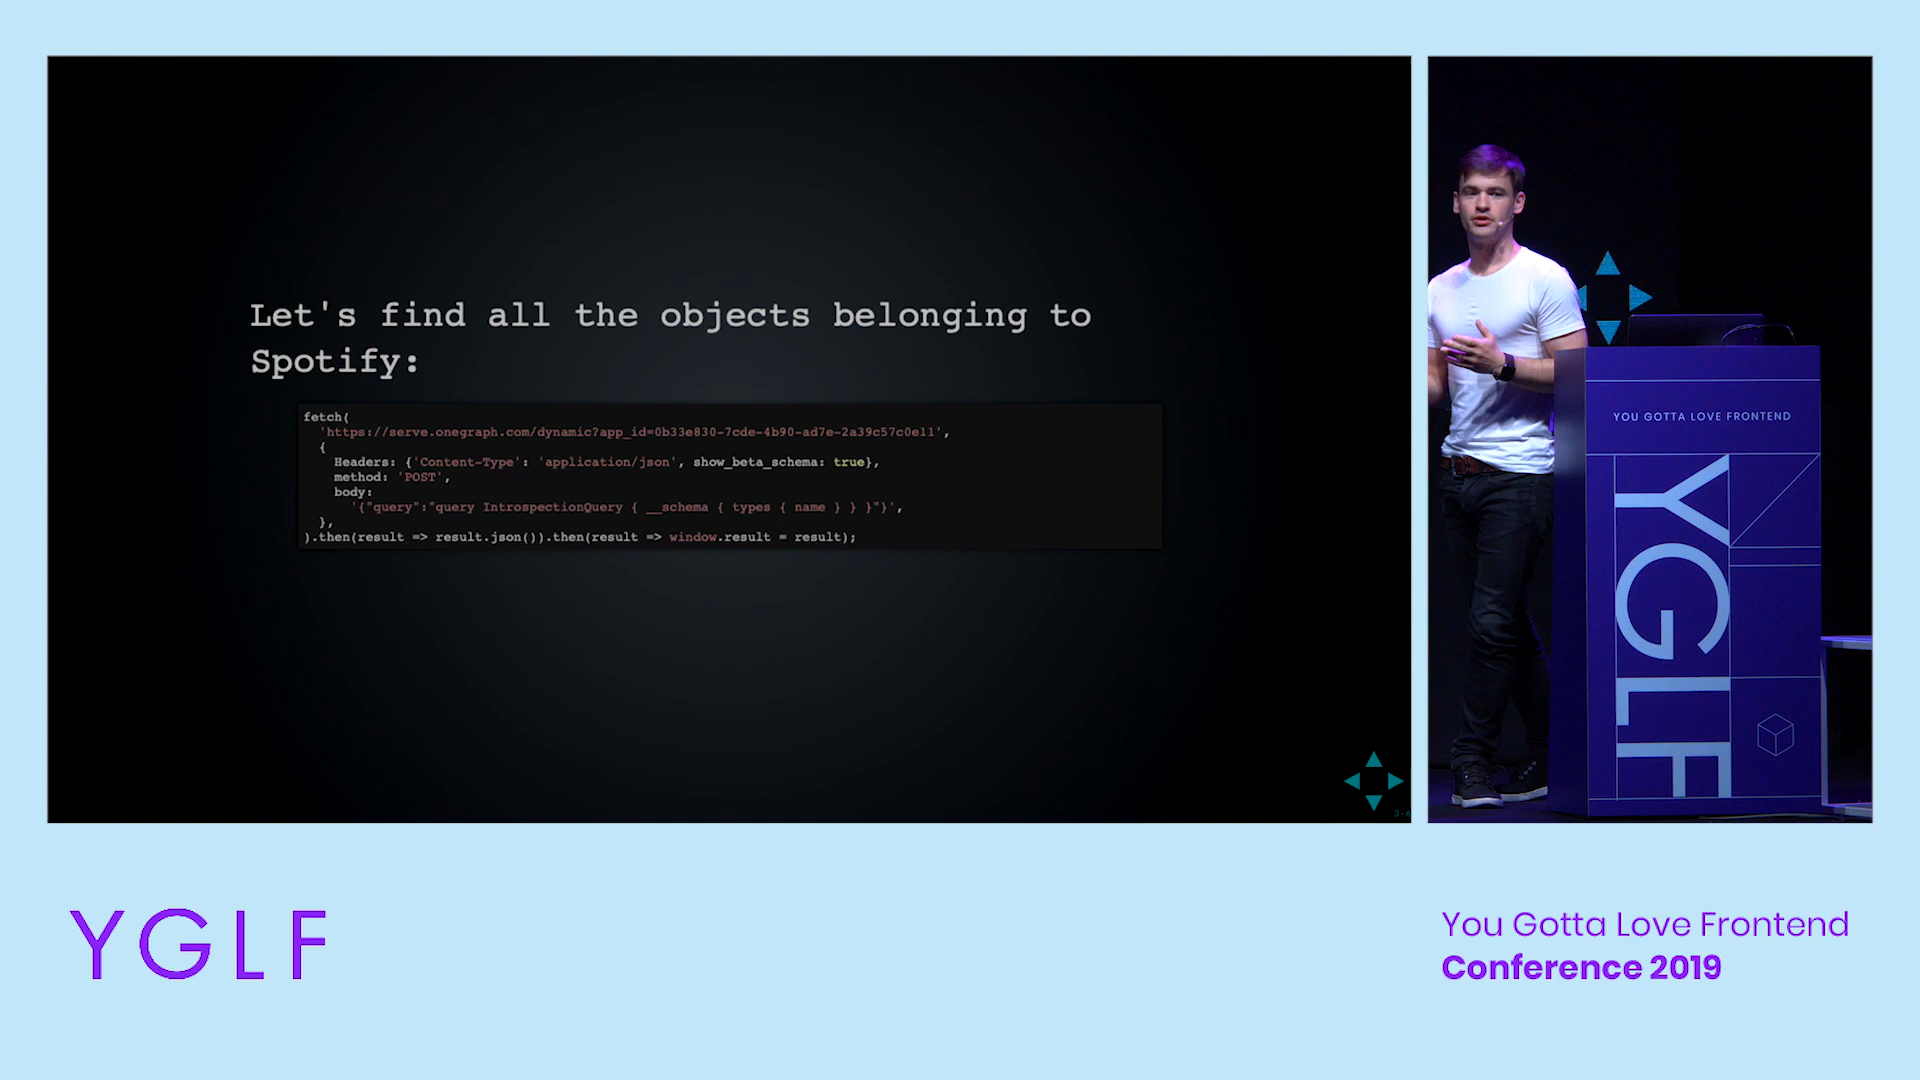 Let's find all the objects belonging to
Spotify:
fetch(
'https://serve.onegraph.com/dynamic?app_id=0b33e830-7cde-4b90-ad7e-2a39c57c0e11',
{
Headers: {'Content-Type': 'application/json', show_beta_schema: true},
method: 'POST',
body:
'{"query":"query IntrospectionQuery { __schema { types { name } } }"}',
},
).then(result => result.json()).then(result => window.result = result);
YOU GOTTA LOVE FRONTEND
YGLF
YGLF
You Gotta Love Frontend
Conference 2019